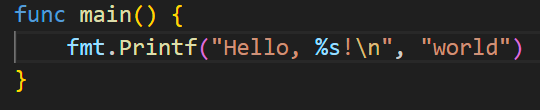 func main() {
    fmt.Printf("Hello, %s!\n", "world")
}